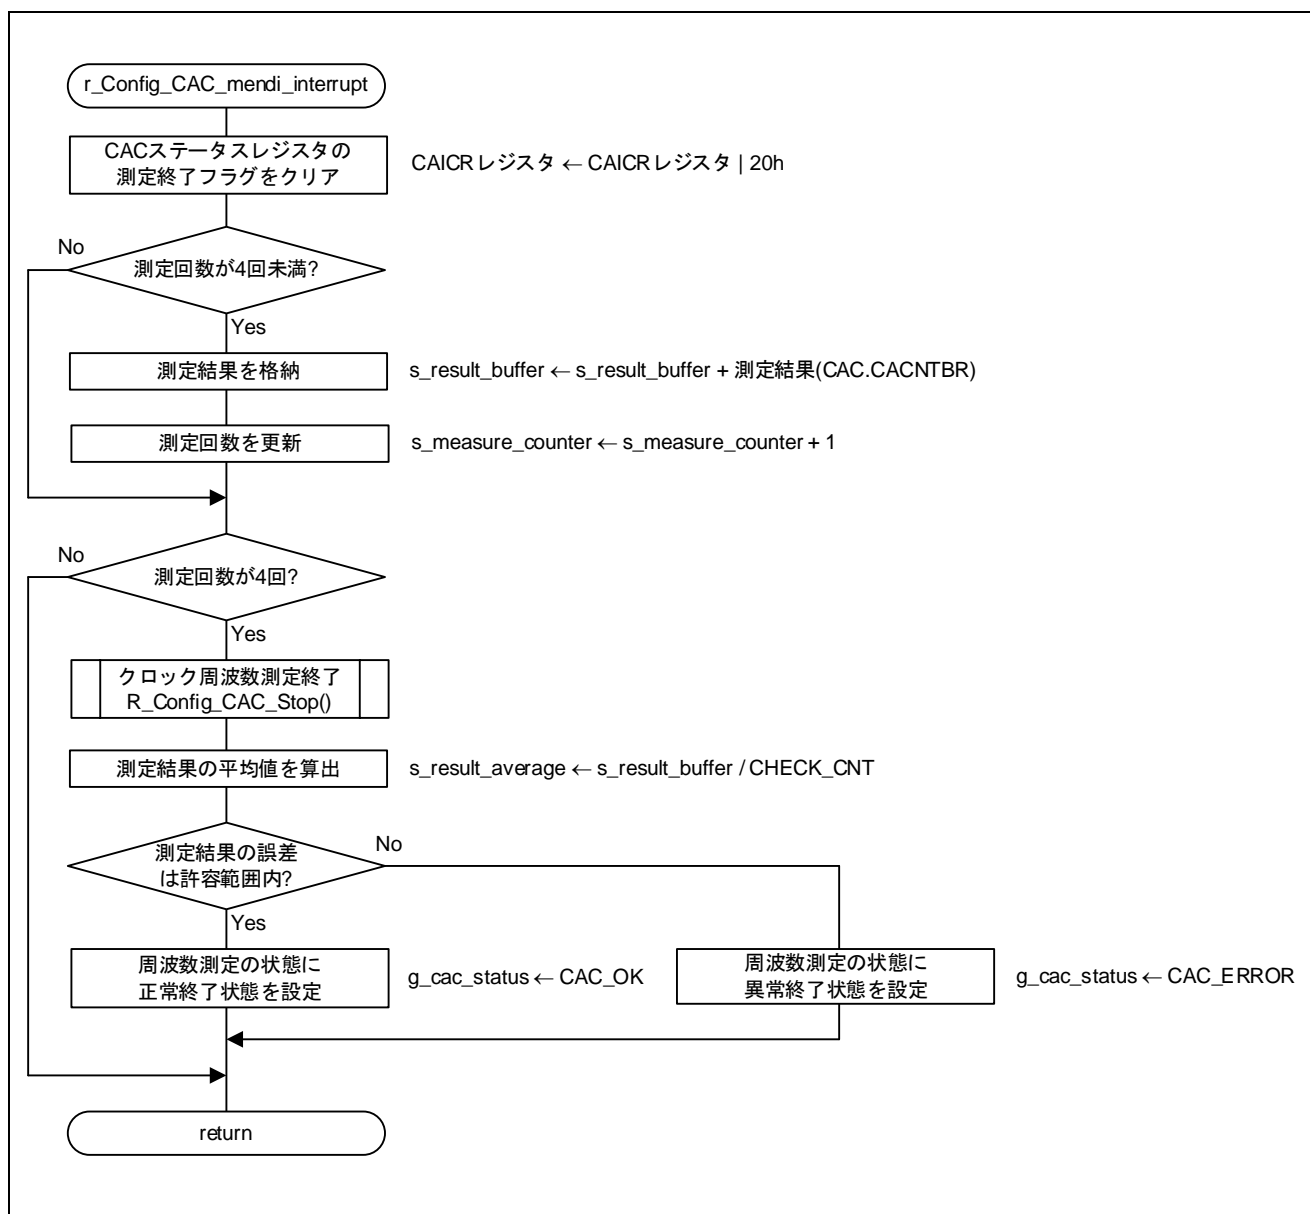 r_Config_CAC_mendi_interrupt
CACステータスレジスタの
測定終了フラグをクリア
CAICRレジスタ ← CAICRレジスタ | 20h
No
測定回数が4回未満?
Yes
測定結果を格納
s_result_buffer ← s_result_buffer + 測定結果(CAC.CACNTBR)
測定回数を更新
s_measure_counter ← s_measure_counter + 1
No
測定回数が4回?
Yes
クロック周波数測定終了
R_Config_CAC_Stop()
測定結果の平均値を算出
s_result_average ← s_result_buffer / CHECK_CNT
測定結果の誤差
は許容範囲内?
No
Yes
周波数測定の状態に
正常終了状態を設定
g_cac_status ← CAC_OK
周波数測定の状態に
異常終了状態を設定
g_cac_status ← CAC_ERROR
return